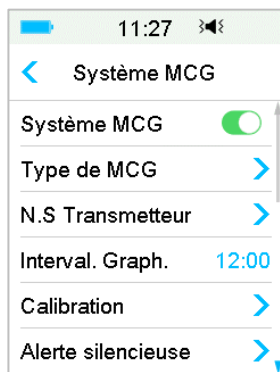 11:27
Système MCG
Système MCG
Type de MCG
N.S Transmetteur
Interval. Graph. 12:00
Calibration
Alerte silencieuse